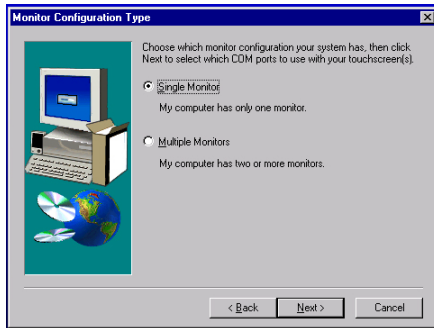 Monitor Configuration Type
Choose which monitor configuration your system has, then click
Next to select which COM ports to use with your touchscreen(s).
Single Monitor
My computer has only one monitor.
Multiple Monitors
My computer has two or more monitors.
< Back
Next >
Cancel